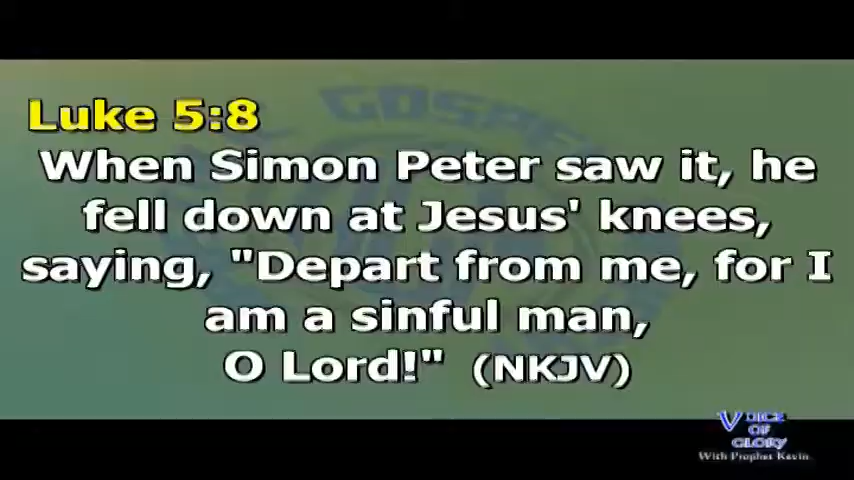 Luke 5:8
When Simon Peter saw it, he
fell down at Jesus' knees,
saying, "Depart from me, for I
am a sinful man,
O Lord!" (NKJV)
GOSPEL
VOICE
OF
GLORY
With Prophet Kevin